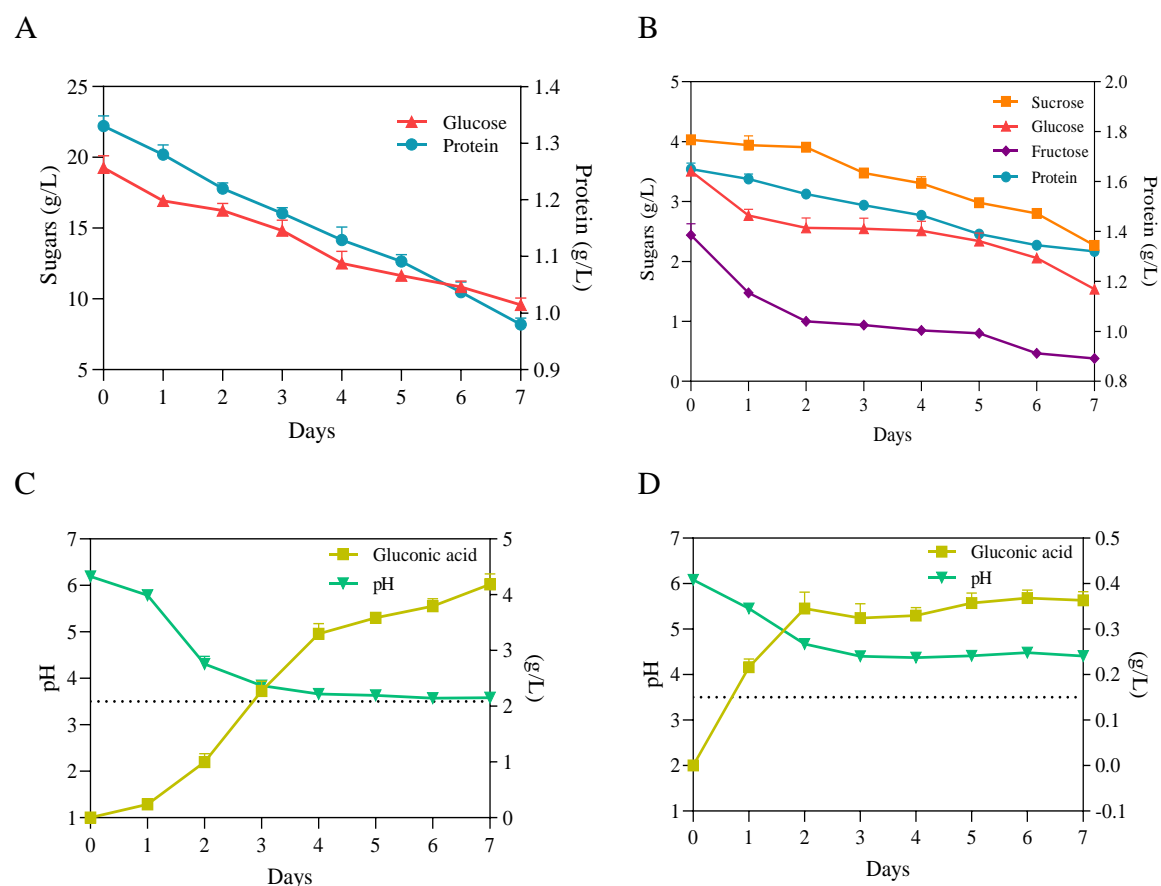 A
Sugars (g/L)
25
20
15
10
5
Glucose
Protein
1.4
1.3
1.2
1.1
1.0
0.9
Protein (g/L)
0 1 2 3 4 5 6 7
Days
B
Sugars (g/L)
5
4
3
2
1
0
Sucrose
Glucose
Fructose
Protein
2.0
1.8
1.6
1.4
1.2
1.0
0.8
Protein (g/L)
0 1 2 3 4 5 6 7
Days
C
pH
7
6
5
4
3
2
1
Gluconic acid
pH
5
4
3
2
1
0
(g/L)
0 1 2 3 4 5 6 7
Days
D
pH
7
6
5
4
3
2
1
Gluconic acid
pH
0.5
0.4
0.3
0.2
0.1
0.0
-0.1
(g/L)
0 1 2 3 4 5 6 7
Days